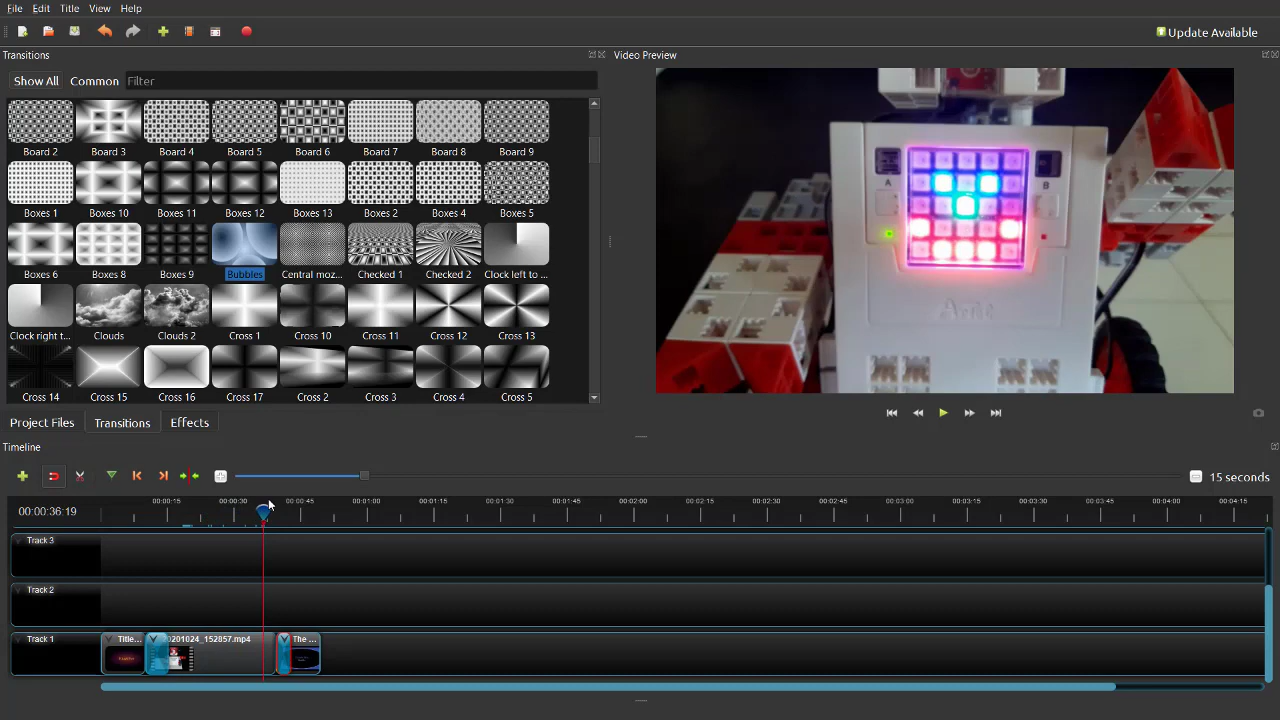 File Edit Title View Help
Update Available
Transitions
Video Preview
Show All Common Filter
Board 2 Board 3 Board 4 Board 5 Board 6 Board 7 Board 8 Board 9
Boxes 1 Boxes 10 Boxes 11 Boxes 12 Boxes 13 Boxes 2 Boxes 4 Boxes 5
Boxes 6 Boxes 8 Boxes 9 Bubbles Central moz... Checked 1 Checked 2 Clock left to ...
Clock right t... Clouds Clouds 2 Cross 1 Cross 10 Cross 11 Cross 12 Cross 13
Cross 14 Cross 15 Cross 16 Cross 17 Cross 2 Cross 3 Cross 4 Cross 5
A B
Project Files Transitions Effects
Timeline
15 seconds
00:00:15 00:00:30 00:00:45 00:01:00 00:01:15 00:01:30 00:01:45 00:02:00 00:02:15 00:02:30 00:02:45 00:03:00 00:03:15 00:03:30 00:03:45 00:04:00 00:04:15
00:00:36:19
Track 3
Track 2
Track 1
Title... 201024_152857.mp4 The ...